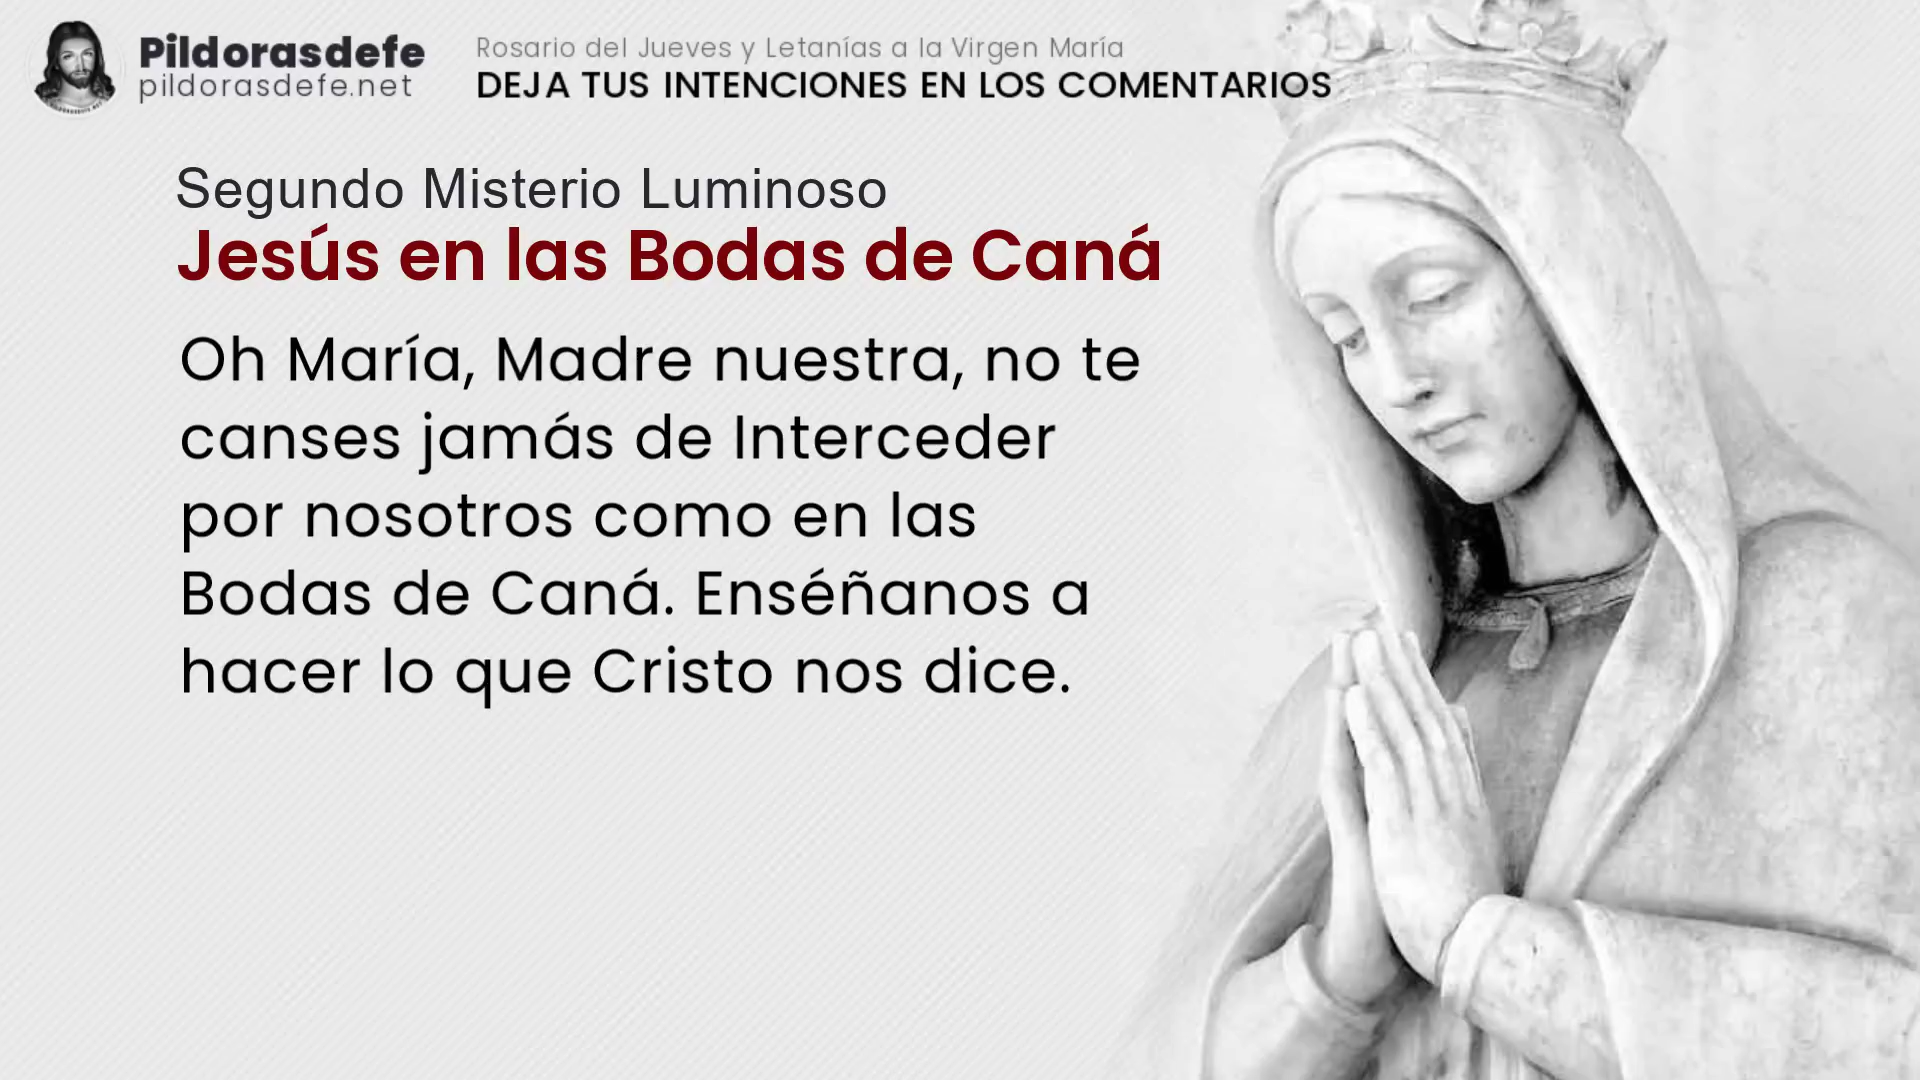 Pildorasdefe
pildorasdefe.net
Rosario del Jueves y Letanías a la Virgen María
DEJA TUS INTENCIONES EN LOS COMENTARIOS
Segundo Misterio Luminoso
Jesús en las Bodas de Caná
Oh María, Madre nuestra, no te
canses jamás de Interceder
por nosotros como en las
Bodas de Caná. Enséñanos a
hacer lo que Cristo nos dice.